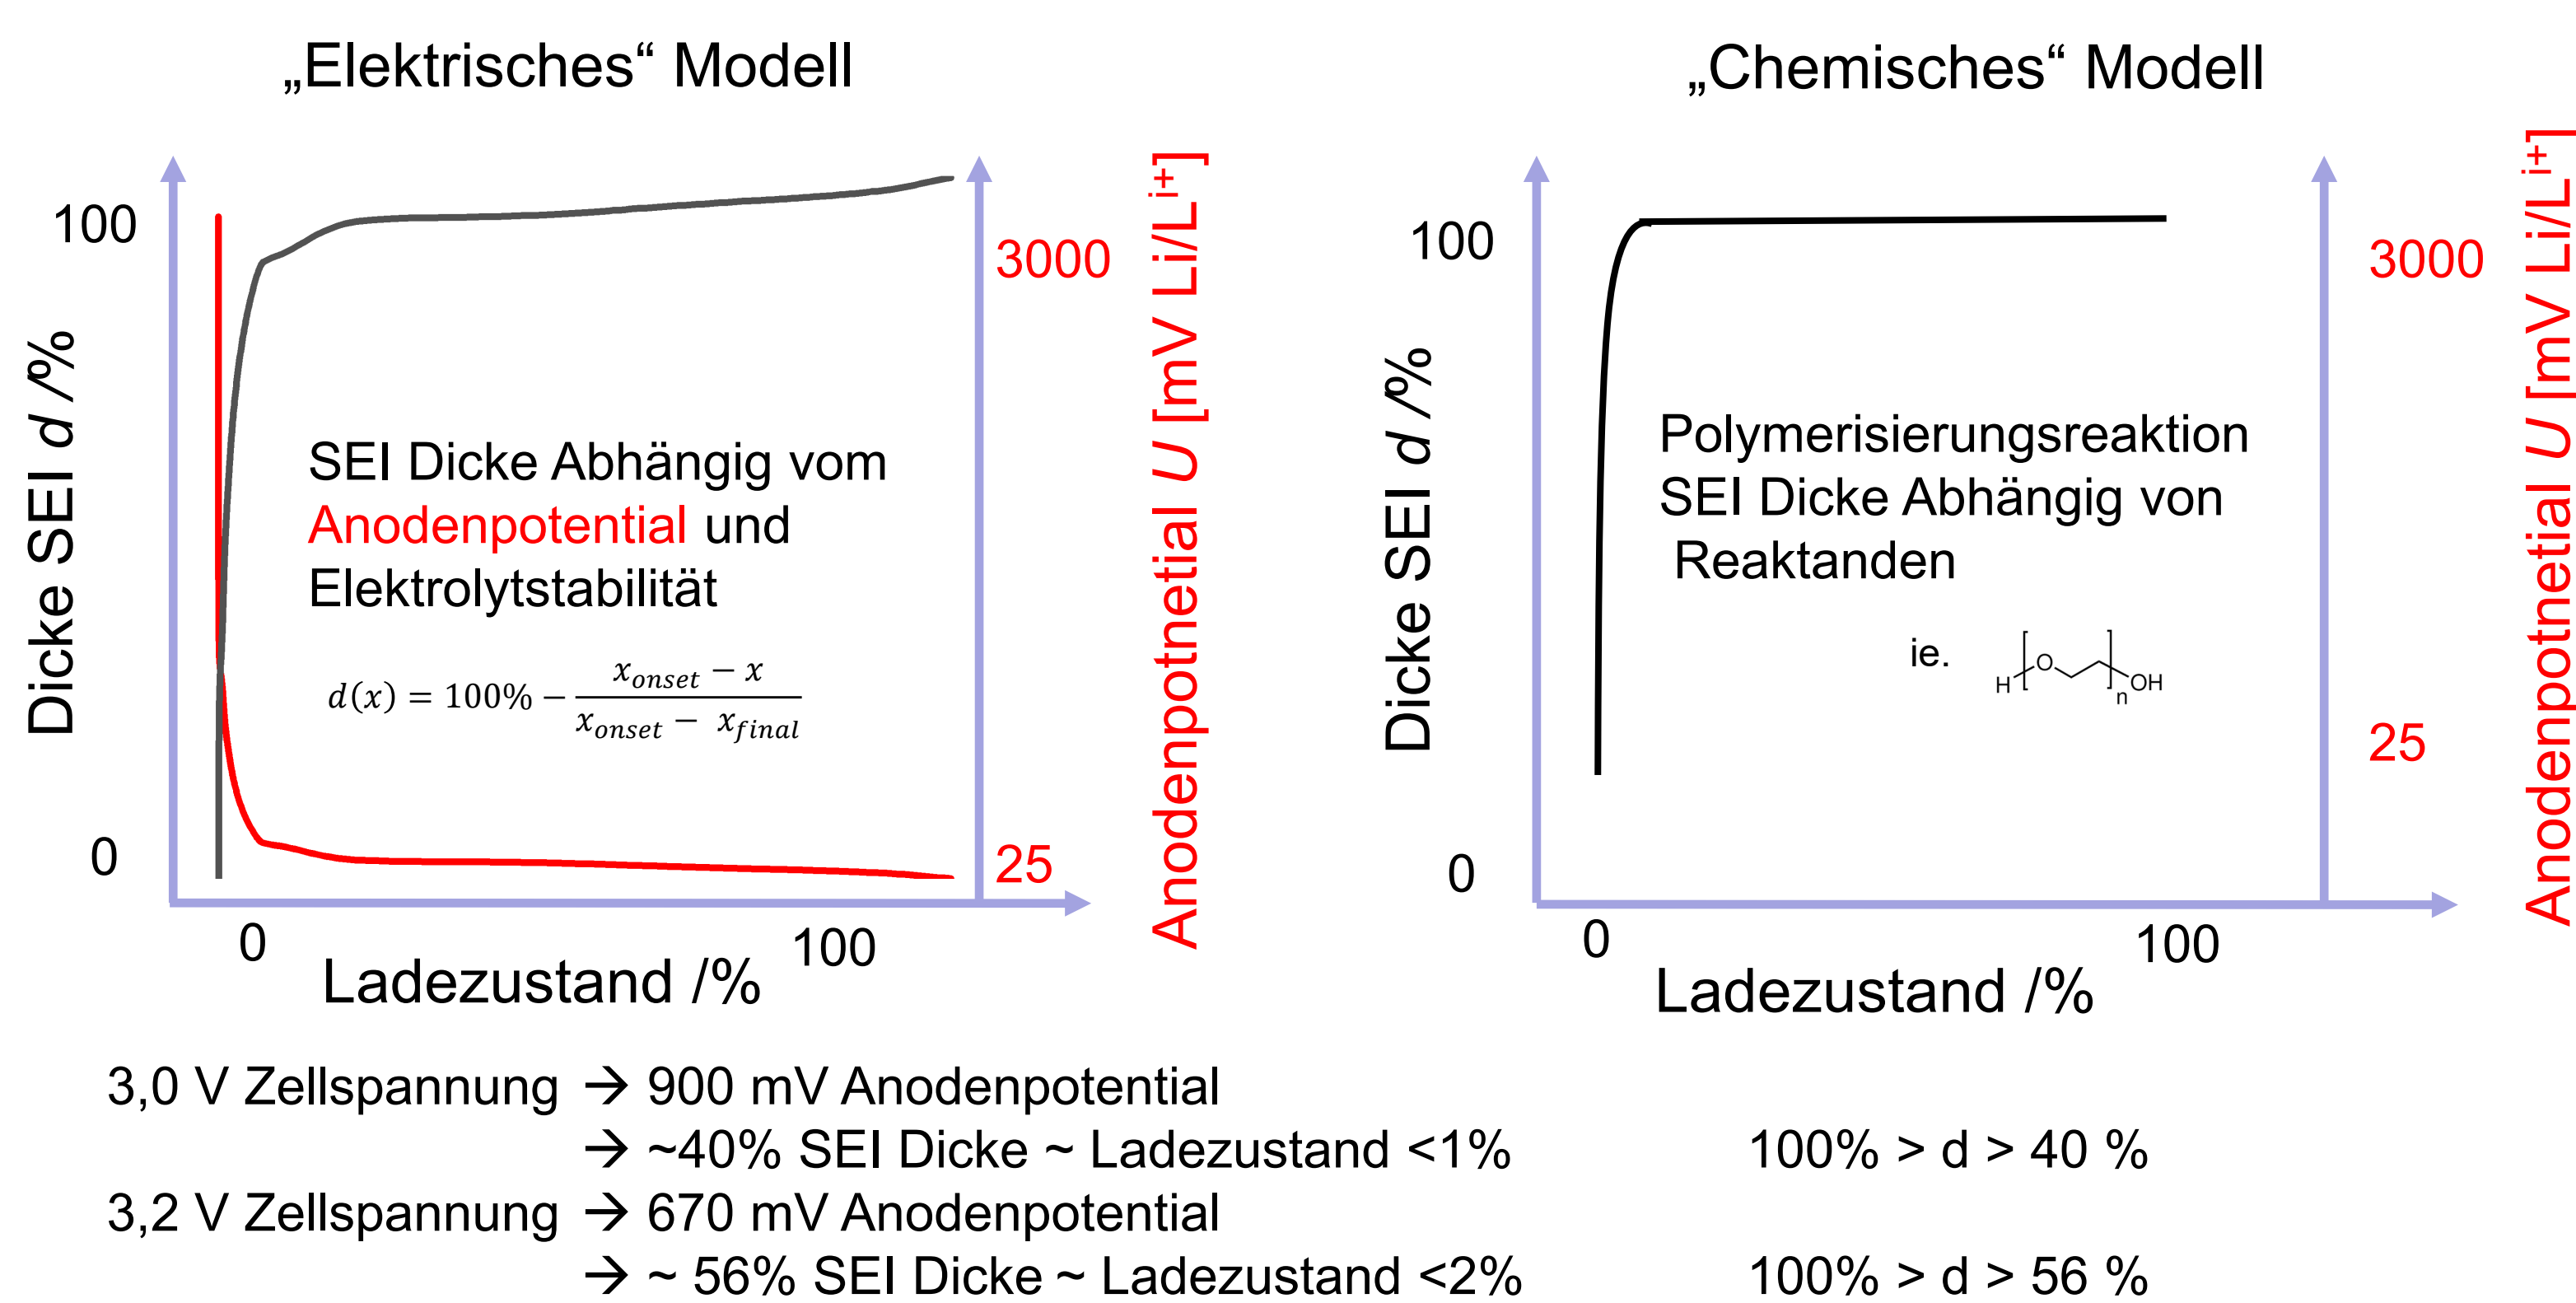 „Elektrisches“ Modell
100
0
Dicke SEI d /%
SEI Dicke Abhängig vom
Anodenpotential und
Elektrolytstabilität
d(x) = 100% − (x_onset − x) / (x_onset − x_final)
3000
25
Anodenpotnetial U [mV Li/Li+]
0
100
Ladezustand /%
„Chemisches“ Modell
100
0
Dicke SEI d /%
Polymerisierungsreaktion
SEI Dicke Abhängig von
Reaktanden
ie.
H
O
n
OH
3000
25
Anodenpotnetial U [mV Li/Li+]
0
100
Ladezustand /%
3,0 V Zellspannung → 900 mV Anodenpotential
→ ~40% SEI Dicke ~ Ladezustand <1% 100% > d > 40 %
3,2 V Zellspannung → 670 mV Anodenpotential
→ ~ 56% SEI Dicke ~ Ladezustand <2% 100% > d > 56 %